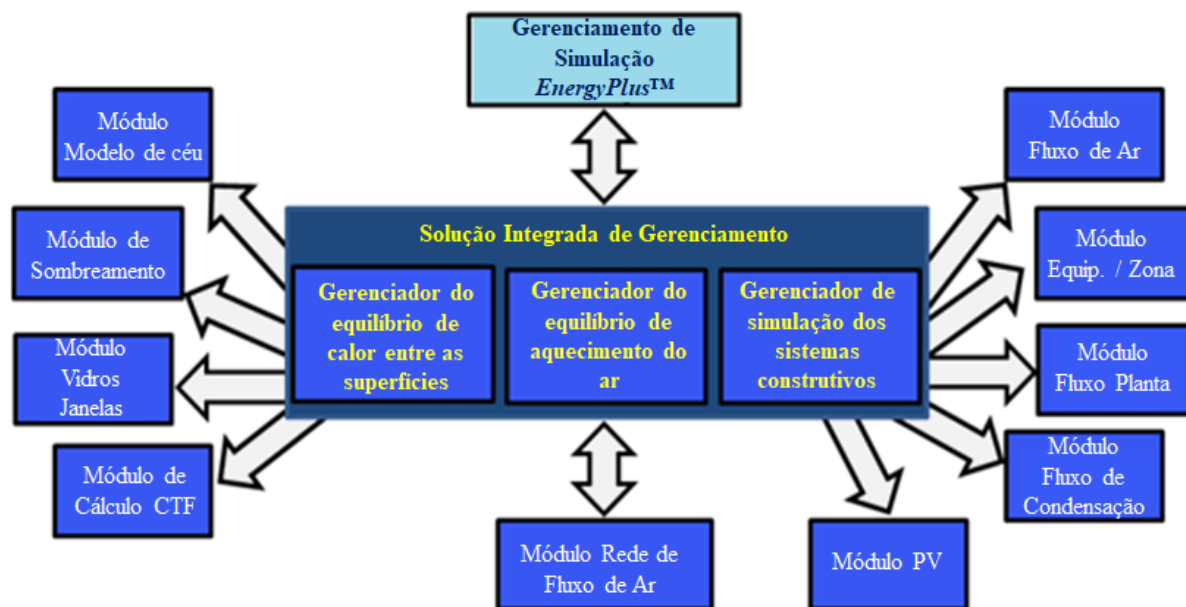 Gerenciamento de
Simulação
EnergyPlus™
Módulo
Modelo de céu
Módulo
Fluxo de Ar
Módulo de
Sombreamento
Solução Integrada de Gerenciamento
Módulo
Equip. / Zona
Gerenciador do
equilíbrio de
calor entre as
superfícies
Gerenciador do
equilíbrio de
aquecimento do
ar
Gerenciador de
simulação dos
sistemas
construtivos
Módulo
Vidros
Janelas
Módulo
Fluxo Planta
Módulo de
Cálculo CTF
Módulo
Fluxo de
Condensação
Módulo Rede de
Fluxo de Ar
Módulo PV